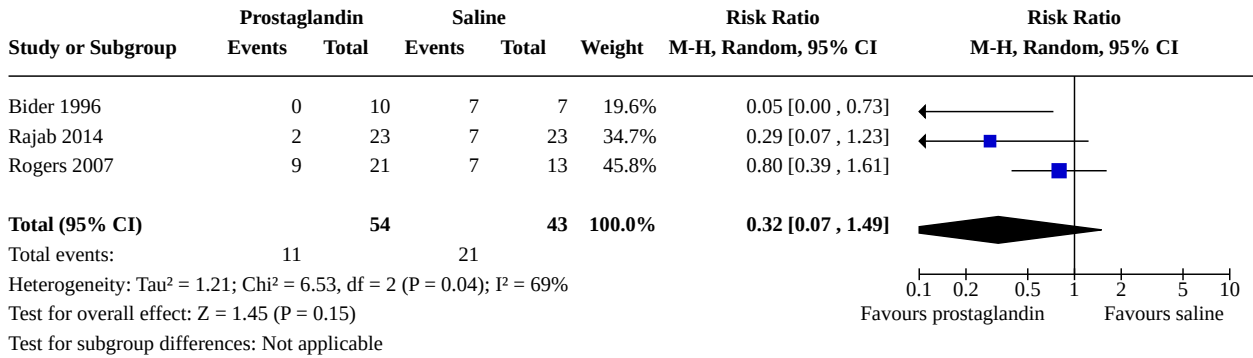 Prostaglandin Saline Risk Ratio Risk Ratio
Study or Subgroup Events Total Events Total Weight M-H, Random, 95% CI M-H, Random, 95% CI
Bider 1996 0 10 7 7 19.6% 0.05 [0.00 , 0.73]
Rajab 2014 2 23 7 23 34.7% 0.29 [0.07 , 1.23]
Rogers 2007 9 21 7 13 45.8% 0.80 [0.39 , 1.61]
Total (95% CI) 54 43 100.0% 0.32 [0.07 , 1.49]
Total events: 11 21
Heterogeneity: Tau² = 1.21; Chi² = 6.53, df = 2 (P = 0.04); I² = 69%
0.1 0.2 0.5 1 2 5 10
Test for overall effect: Z = 1.45 (P = 0.15)
Favours prostaglandin Favours saline
Test for subgroup differences: Not applicable